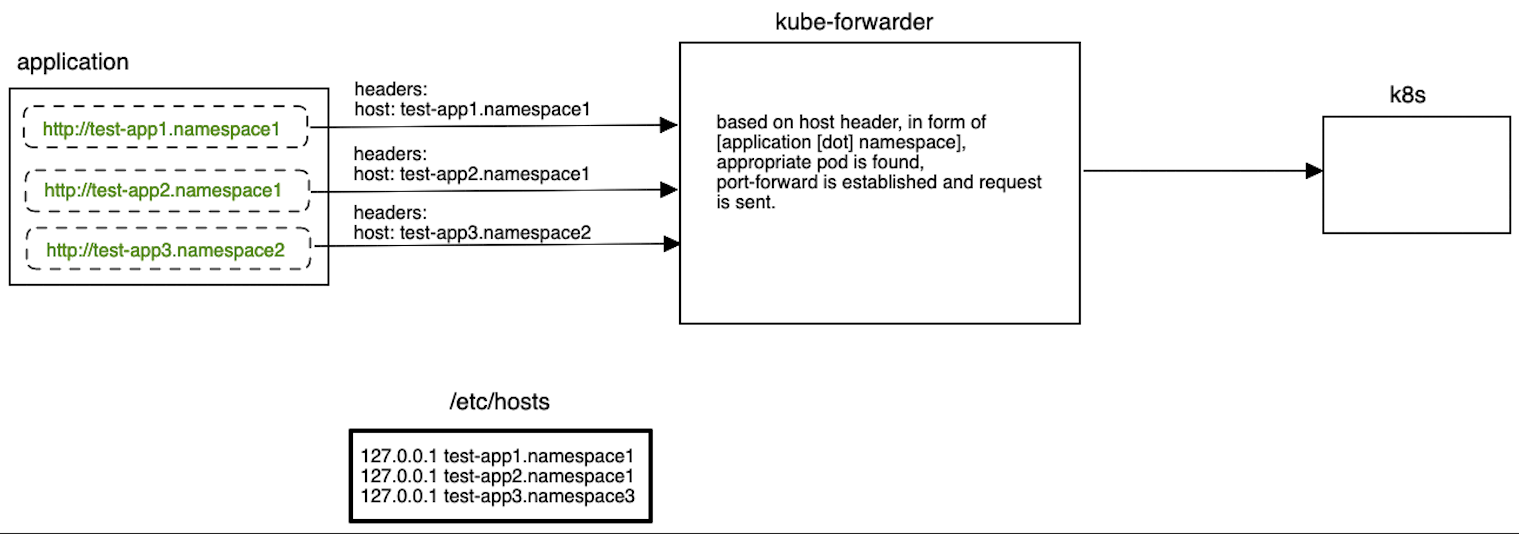 kube-forwarder
application
k8s
http://test-app1.namespace1
http://test-app2.namespace1
http://test-app3.namespace2
headers:
host: test-app1.namespace1
headers:
host: test-app2.namespace1
headers:
host: test-app3.namespace2
based on host header, in form of
[application [dot] namespace],
appropriate pod is found,
port-forward is established and request
is sent.
/etc/hosts
127.0.0.1 test-app1.namespace1
127.0.0.1 test-app2.namespace1
127.0.0.1 test-app3.namespace3